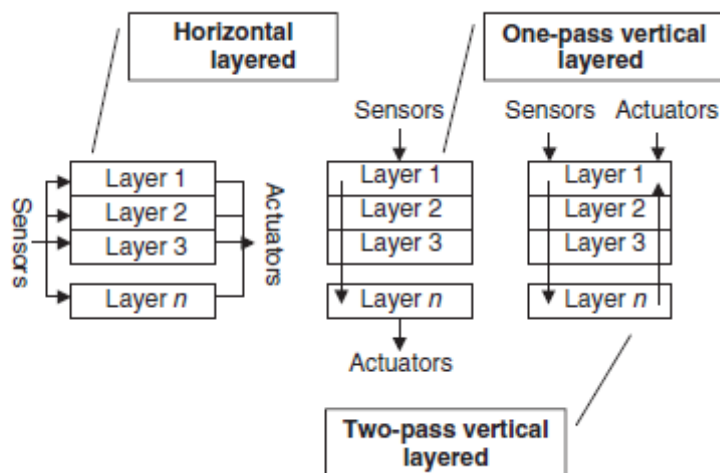 Horizontal
layered
One-pass vertical
layered
Sensors
Sensors
Actuators
Sensors
Layer 1
Layer 2
Layer 3
Layer n
Actuators
Layer 1
Layer 2
Layer 3
Layer n
Actuators
Layer 1
Layer 2
Layer 3
Layer n
Two-pass vertical
layered